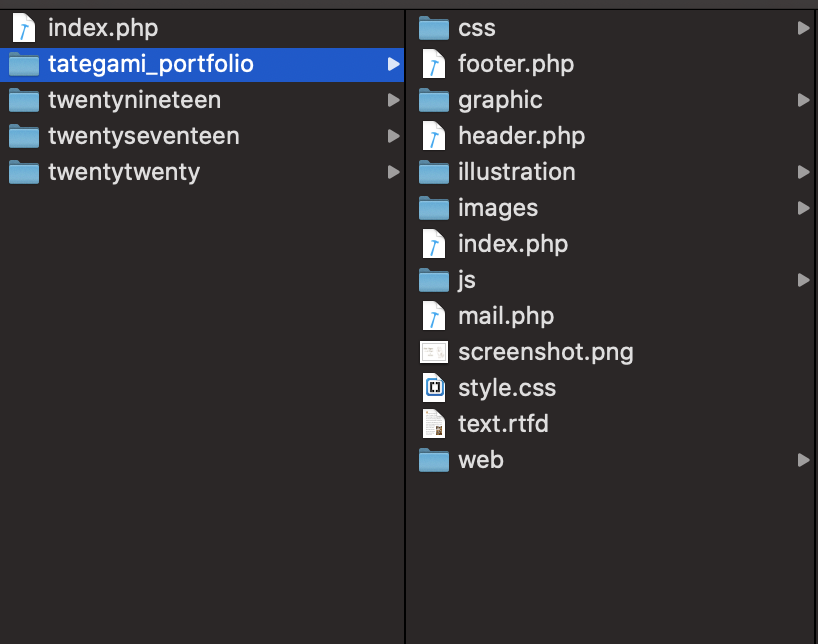 index.php
tategami_portfolio
twentynineteen
twentyseventeen
twentytwenty
css
footer.php
graphic
header.php
illustration
images
index.php
js
mail.php
screenshot.png
style.css
text.rtfd
web